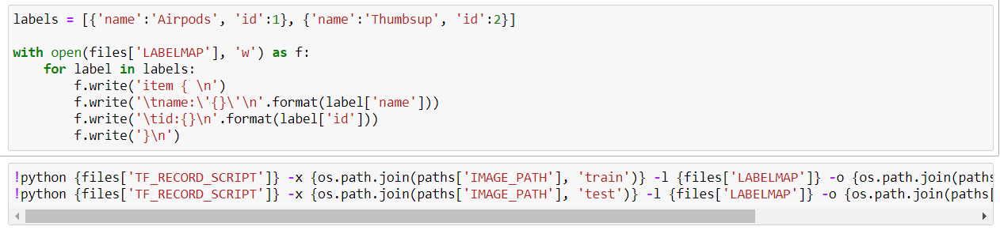 labels = [{'name':'Airpods', 'id':1}, {'name':'Thumbsup', 'id':2}]
with open(files['LABELMAP'], 'w') as f:
    for label in labels:
        f.write('item { \n')
        f.write('\tname:\'{}\'\n'.format(label['name']))
        f.write('\tid:{}\n'.format(label['id']))
        f.write('}\n')
!python {files['TF_RECORD_SCRIPT']} -x {os.path.join(paths['IMAGE_PATH'], 'train')} -l {files['LABELMAP']} -o {os.path.join(paths
!python {files['TF_RECORD_SCRIPT']} -x {os.path.join(paths['IMAGE_PATH'], 'test')} -l {files['LABELMAP']} -o {os.path.join(paths[